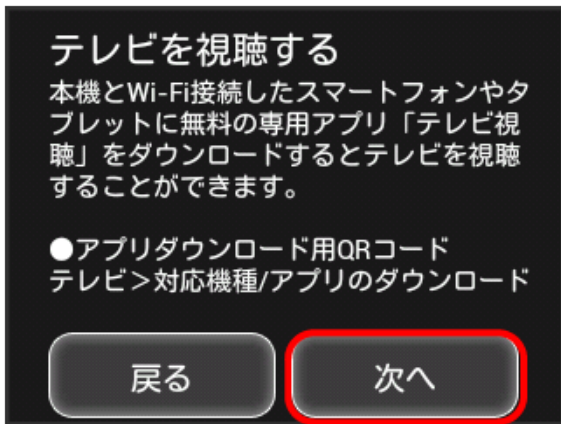 テレビを視聴する
本機とWi-Fi接続したスマートフォンやタ
ブレットに無料の専用アプリ「テレビ視
聴」をダウンロードするとテレビを視聴
することができます。
●アプリダウンロード用QRコード
テレビ＞対応機種/アプリのダウンロード
戻る
次へ